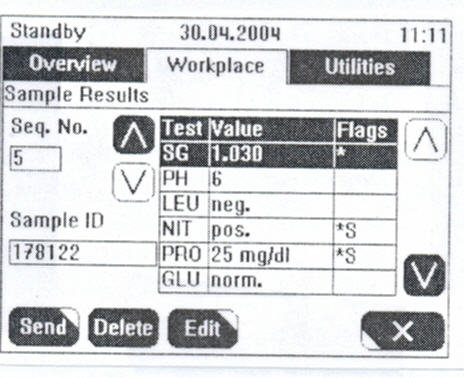 Standby 30.04.2004 11:11
Overview Workplace Utilities
Sample Results
Seq. No.
5
Sample ID
178122
Test Value Flags
SG 1.030 *
PH 6
LEU neg.
NIT pos. *S
PRO 25 mg/dl *S
GLU norm.
Send Delete Edit X